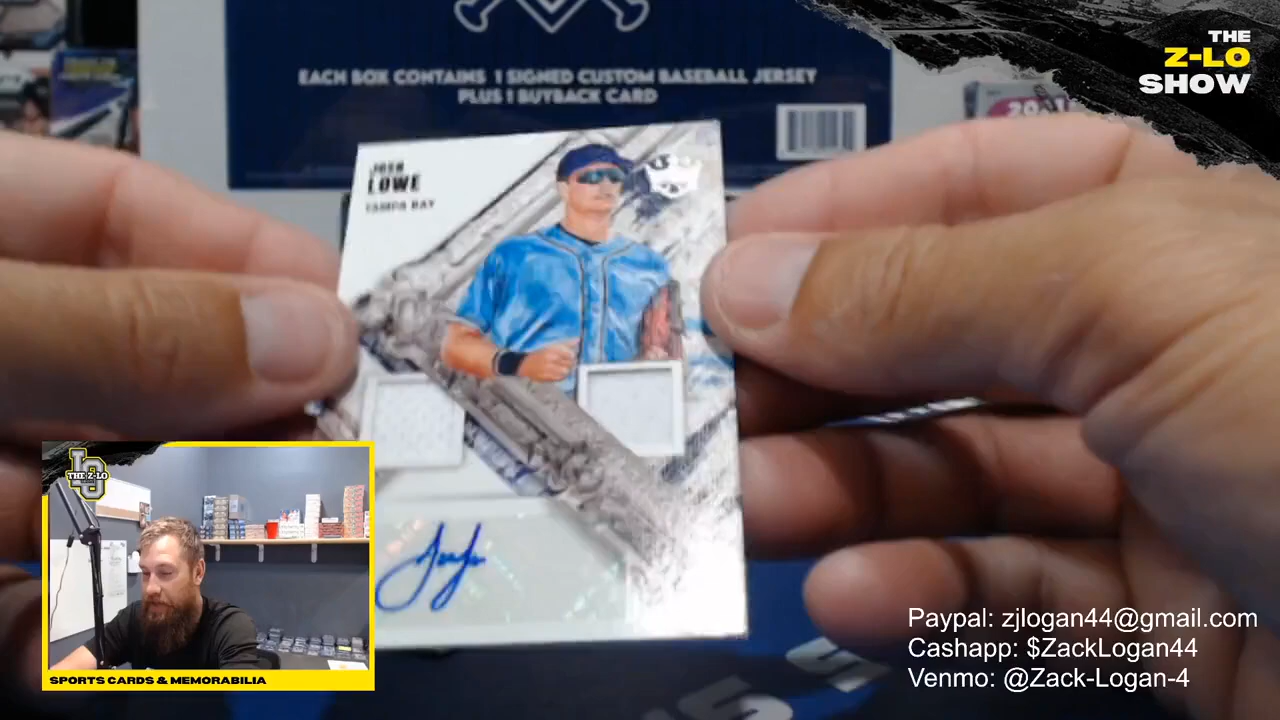 EACH BOX CONTAINS 1 SIGNED CUSTOM BASEBALL JERSEY
PLUS 1 BUYBACK CARD
THE
Z-LO
SHOW
JOSH
LOWE
TAMPA BAY
THE Z-LO
SPORTS CARDS & MEMORABILIA
Paypal: zjlogan44@gmail.com
Cashapp: $ZackLogan44
Venmo: @Zack-Logan-4